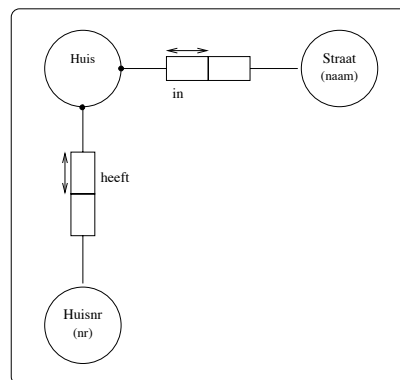 Huis
Straat
(naam)
in
heeft
Huisnr
(nr)